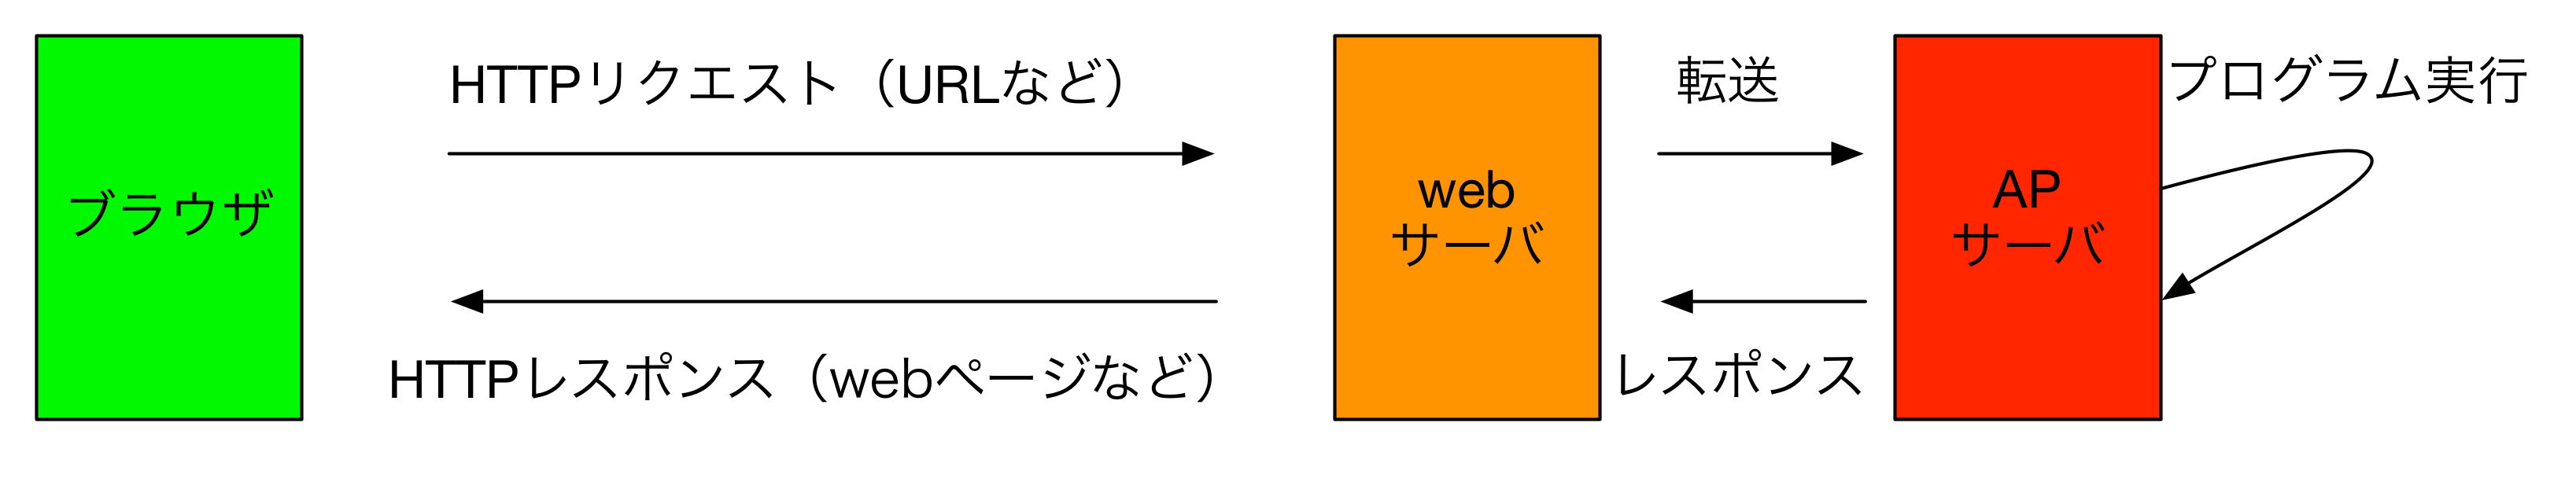 HTTPリクエスト（URLなど）
転送
プログラム実行
ブラウザ
web
サーバ
AP
サーバ
HTTPレスポンス（webページなど）
レスポンス